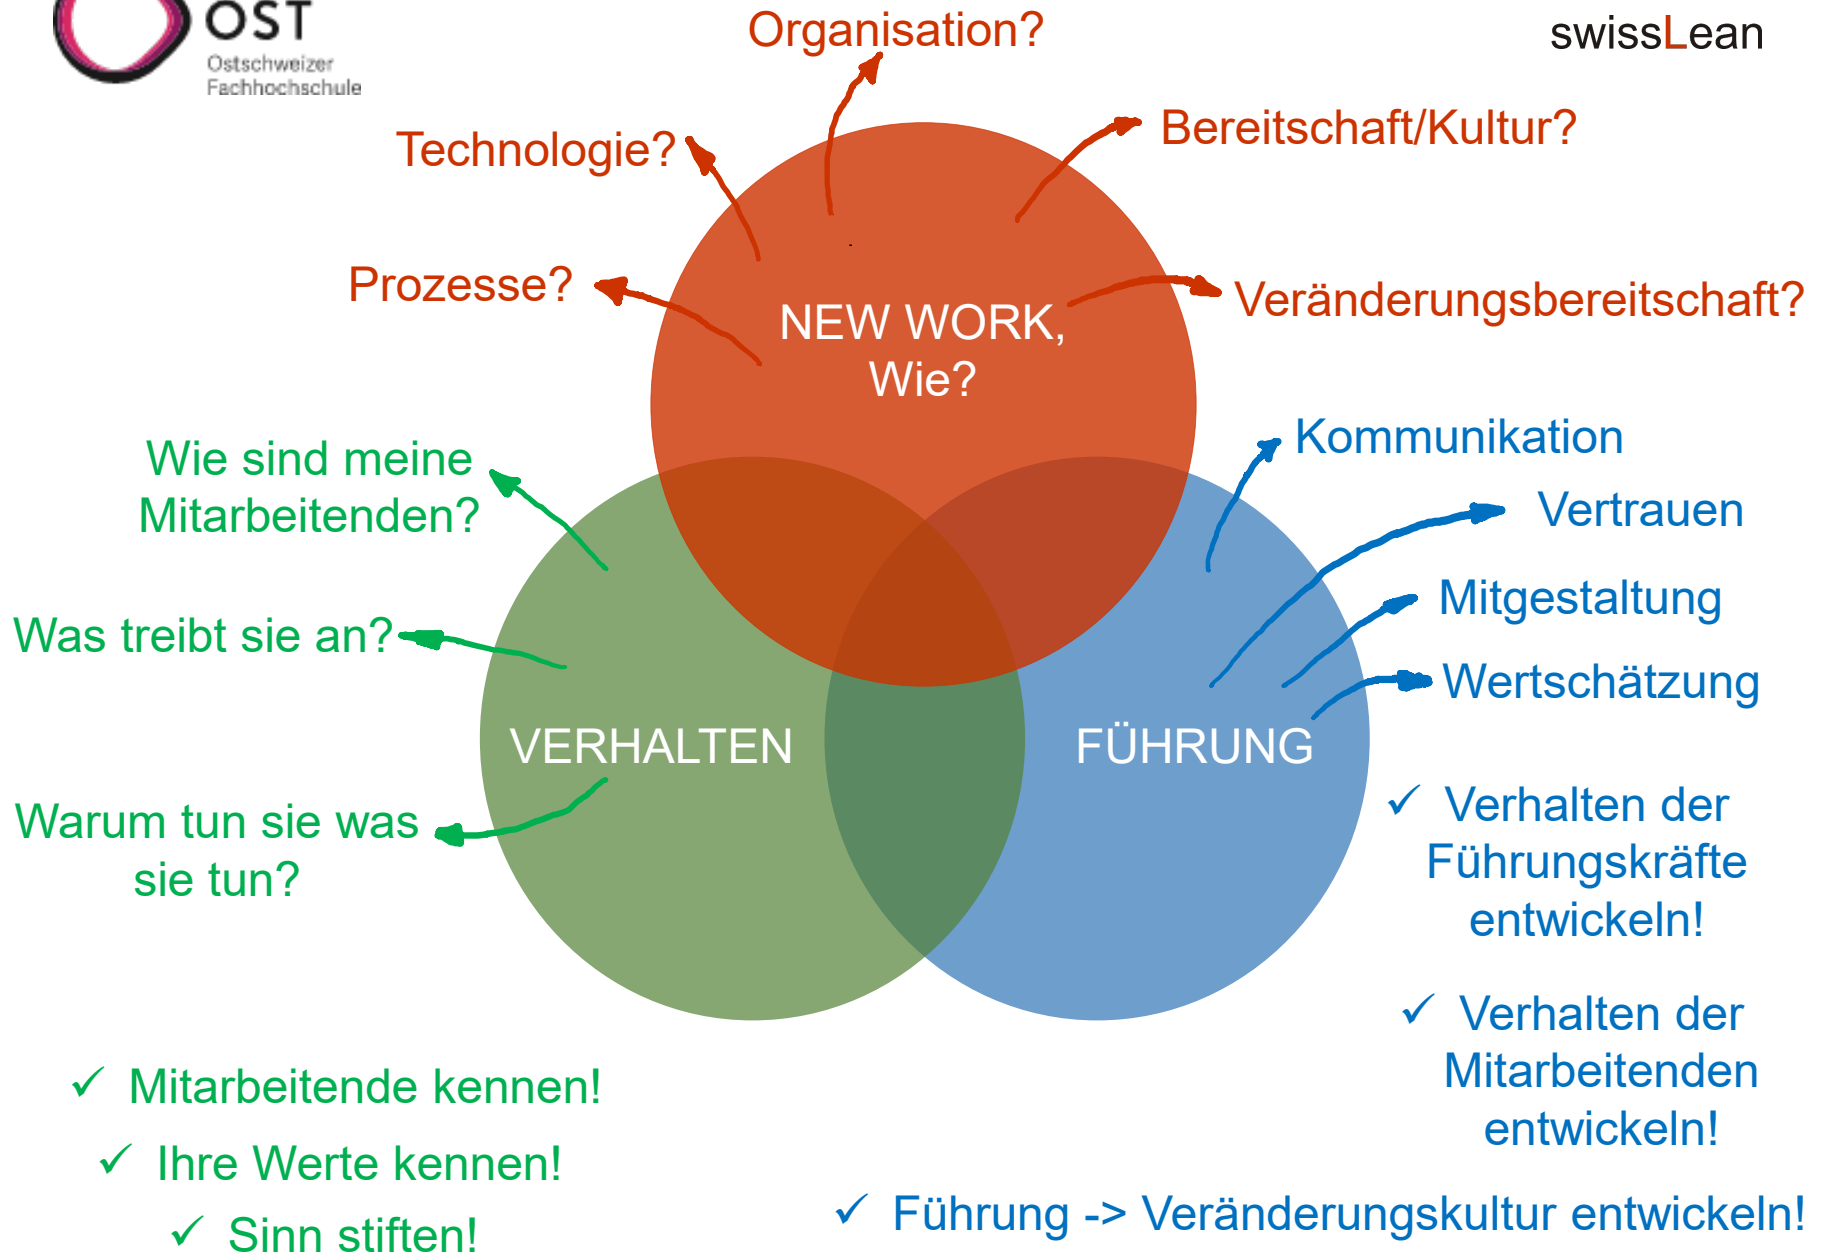 OST
Ostschweizer
Fachhochschule
swissLean
Organisation?
Technologie?
Bereitschaft/Kultur?
Prozesse?
Veränderungsbereitschaft?
NEW WORK,
Wie?
Wie sind meine
Mitarbeitenden?
Was treibt sie an?
Warum tun sie was
sie tun?
VERHALTEN
FÜHRUNG
Kommunikation
Vertrauen
Mitgestaltung
Wertschätzung
✓ Verhalten der
Führungskräfte
entwickeln!
✓ Verhalten der
Mitarbeitenden
entwickeln!
✓ Mitarbeitende kennen!
✓ Ihre Werte kennen!
✓ Sinn stiften!
✓ Führung -> Veränderungskultur entwickeln!